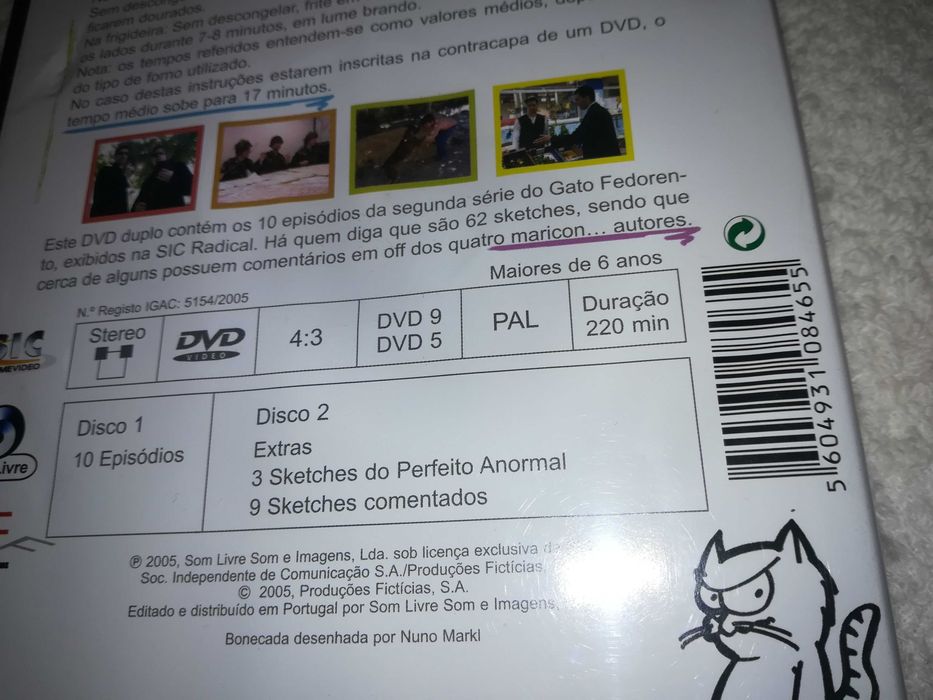 Sem descongelar, frite em
ficarem dourados.
Na frigideira: Sem descongelar, frite
os lados durante 7-8 minutos, em lume brando.
Nota: os tempos referidos entendem-se como valores médios,
do tipo de forno utilizado.
No caso destas instruções estarem inscritas na contracapa de um DVD, o
tempo médio sobe para 17 minutos.
Este DVD duplo contém os 10 episódios da segunda série do Gato Fedoren-
to, exibidos na SIC Radical. Há quem diga que são 62 sketches, sendo que
cerca de alguns possuem comentários em off dos quatro maricon... autores.
Maiores de 6 anos
N.º Registo IGAC: 5154/2005
Stereo
DVD
VIDEO
4:3
DVD 9
DVD 5
PAL
Duração
220 min
SIC
Disco 1
10 Episódios
Disco 2
Extras
3 Sketches do Perfeito Anormal
9 Sketches comentados
℗ 2005, Som Livre Som e Imagens, Lda. sob licença exclusiva
Soc. Independente de Comunicação S.A./Produções Fictícias,
© 2005, Produções Fictícias, S.A.
Editado e distribuído em Portugal por Som Livre Som e Imagens,
Bonecada desenhada por Nuno Markl
5 604931 084655